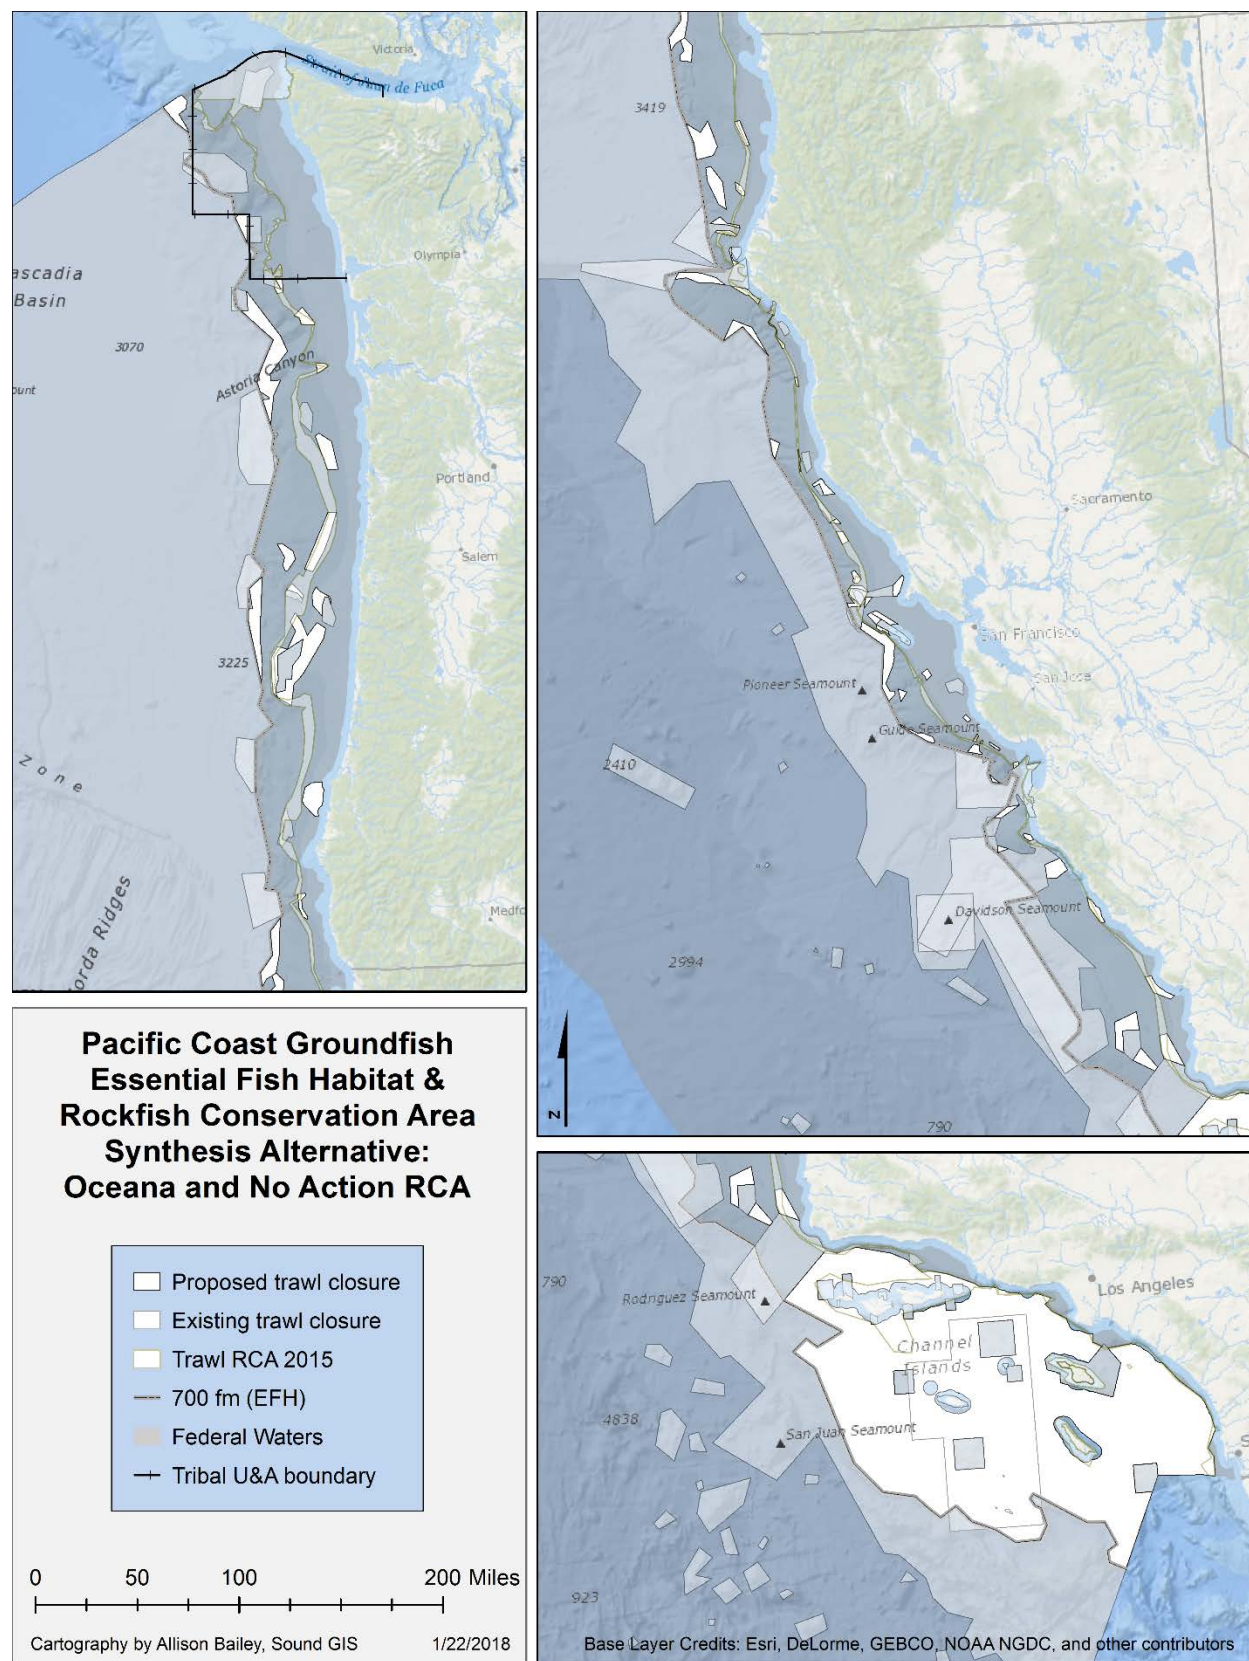 Victoria
Strait of Juan de Fuca
Olympia
ascadia
Basin
3070
ount
Astoria Canyon
Portland
Salem
3225
Zone
orda Ridges
Medfo
3419
Sacramento
San Francisco
San Jose
Pioneer Seamount
Guide Seamount
2410
Davidson Seamount
2994
790
N
Pacific Coast Groundfish
Essential Fish Habitat &
Rockfish Conservation Area
Synthesis Alternative:
Oceana and No Action RCA
Proposed trawl closure
Existing trawl closure
Trawl RCA 2015
700 fm (EFH)
Federal Waters
Tribal U&A boundary
0 50 100 200 Miles
Cartography by Allison Bailey, Sound GIS 1/22/2018
790
Rodriguez Seamount
Los Angeles
Channel
Islands
4838
San Juan Seamount
S
923
Base Layer Credits: Esri, DeLorme, GEBCO, NOAA NGDC, and other contributors